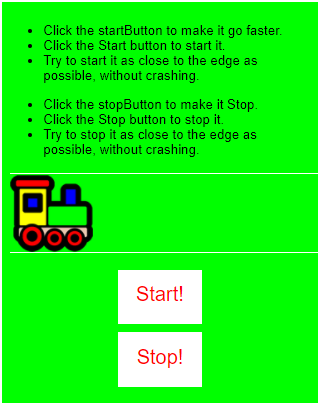 Click the startButton to make it go faster.
Click the Start button to start it.
Try to start it as close to the edge as
possible, without crashing.
Click the stopButton to make it Stop.
Click the Stop button to stop it.
Try to stop it as close to the edge as
possible, without crashing.
Start!
Stop!